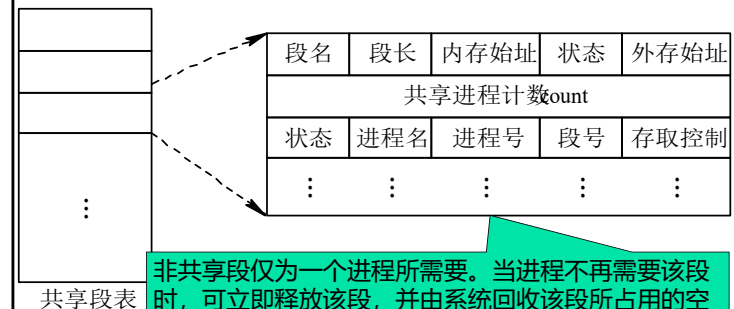 段名 段长 内存始址 状态 外存始址
共享进程计数count
状态 进程名 进程号 段号 存取控制
⋮ ⋮ ⋮ ⋮ ⋮
⋮
共享段表
非共享段仅为一个进程所需要。当进程不再需要该段
时，可立即释放该段，并由系统回收该段所占用的空